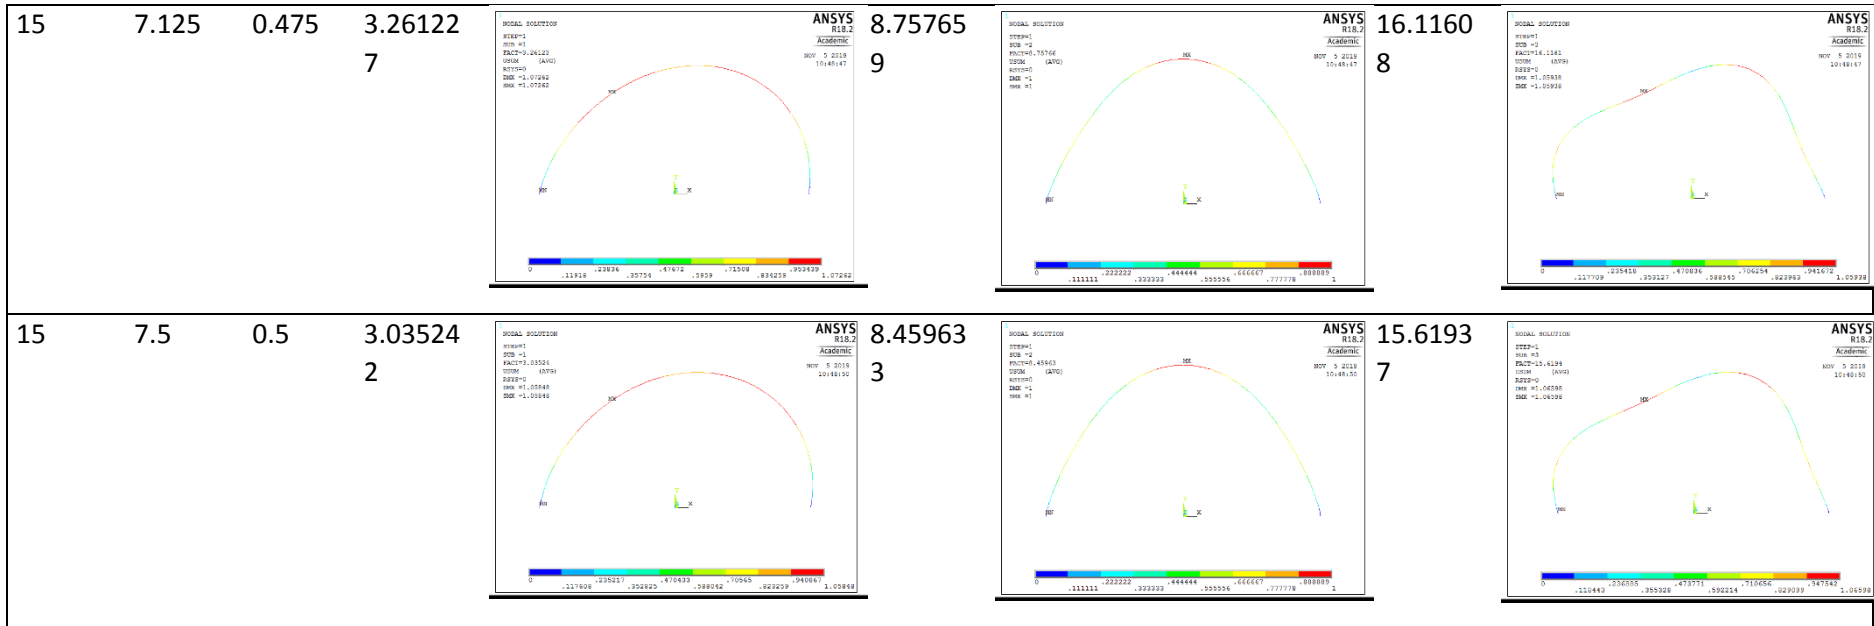 15 7.125 0.475 3.26122
7
1
NODAL SOLUTION
STEP=1
SUB =1
FACT=3.26123
USUM (AVG)
RSYS=0
DMX =1.07262
SMX =1.07262
ANSYS
R18.2
Academic
NOV 5 2019
10:48:47
MX
MN
Y
Z X
0 .23836 .47672 .71508 .953439
.11918 .35754 .5959 .834259 1.07262
8.75765
9
1
NODAL SOLUTION
STEP=1
SUB =2
FACT=8.75766
USUM (AVG)
RSYS=0
DMX =1
SMX =1
ANSYS
R18.2
Academic
NOV 5 2019
10:48:47
MX
MN
Y
Z X
0 .222222 .444444 .666667 .888889
.111111 .333333 .555556 .777778 1
16.1160
8
1
NODAL SOLUTION
STEP=1
SUB =3
FACT=16.1161
USUM (AVG)
RSYS=0
DMX =1.05938
SMX =1.05938
ANSYS
R18.2
Academic
NOV 5 2019
10:48:47
MX
MN
Y
Z X
0 .235418 .470836 .706254 .941672
.117709 .353127 .588545 .823963 1.05938
15 7.5 0.5 3.03524
2
1
NODAL SOLUTION
STEP=1
SUB =1
FACT=3.03524
USUM (AVG)
RSYS=0
DMX =1.05848
SMX =1.05848
ANSYS
R18.2
Academic
NOV 5 2019
10:48:50
MX
MN
Y
Z X
0 .235217 .470433 .70565 .940867
.117608 .352825 .588042 .823259 1.05848
8.45963
3
1
NODAL SOLUTION
STEP=1
SUB =2
FACT=8.45963
USUM (AVG)
RSYS=0
DMX =1
SMX =1
ANSYS
R18.2
Academic
NOV 5 2019
10:48:50
MX
MN
Y
Z X
0 .222222 .444444 .666667 .888889
.111111 .333333 .555556 .777778 1
15.6193
7
1
NODAL SOLUTION
STEP=1
SUB =3
FACT=15.6194
USUM (AVG)
RSYS=0
DMX =1.06598
SMX =1.06598
ANSYS
R18.2
Academic
NOV 5 2019
10:48:50
MX
MN
Y
Z X
0 .236885 .473771 .710656 .947542
.118443 .355328 .592214 .829099 1.06598